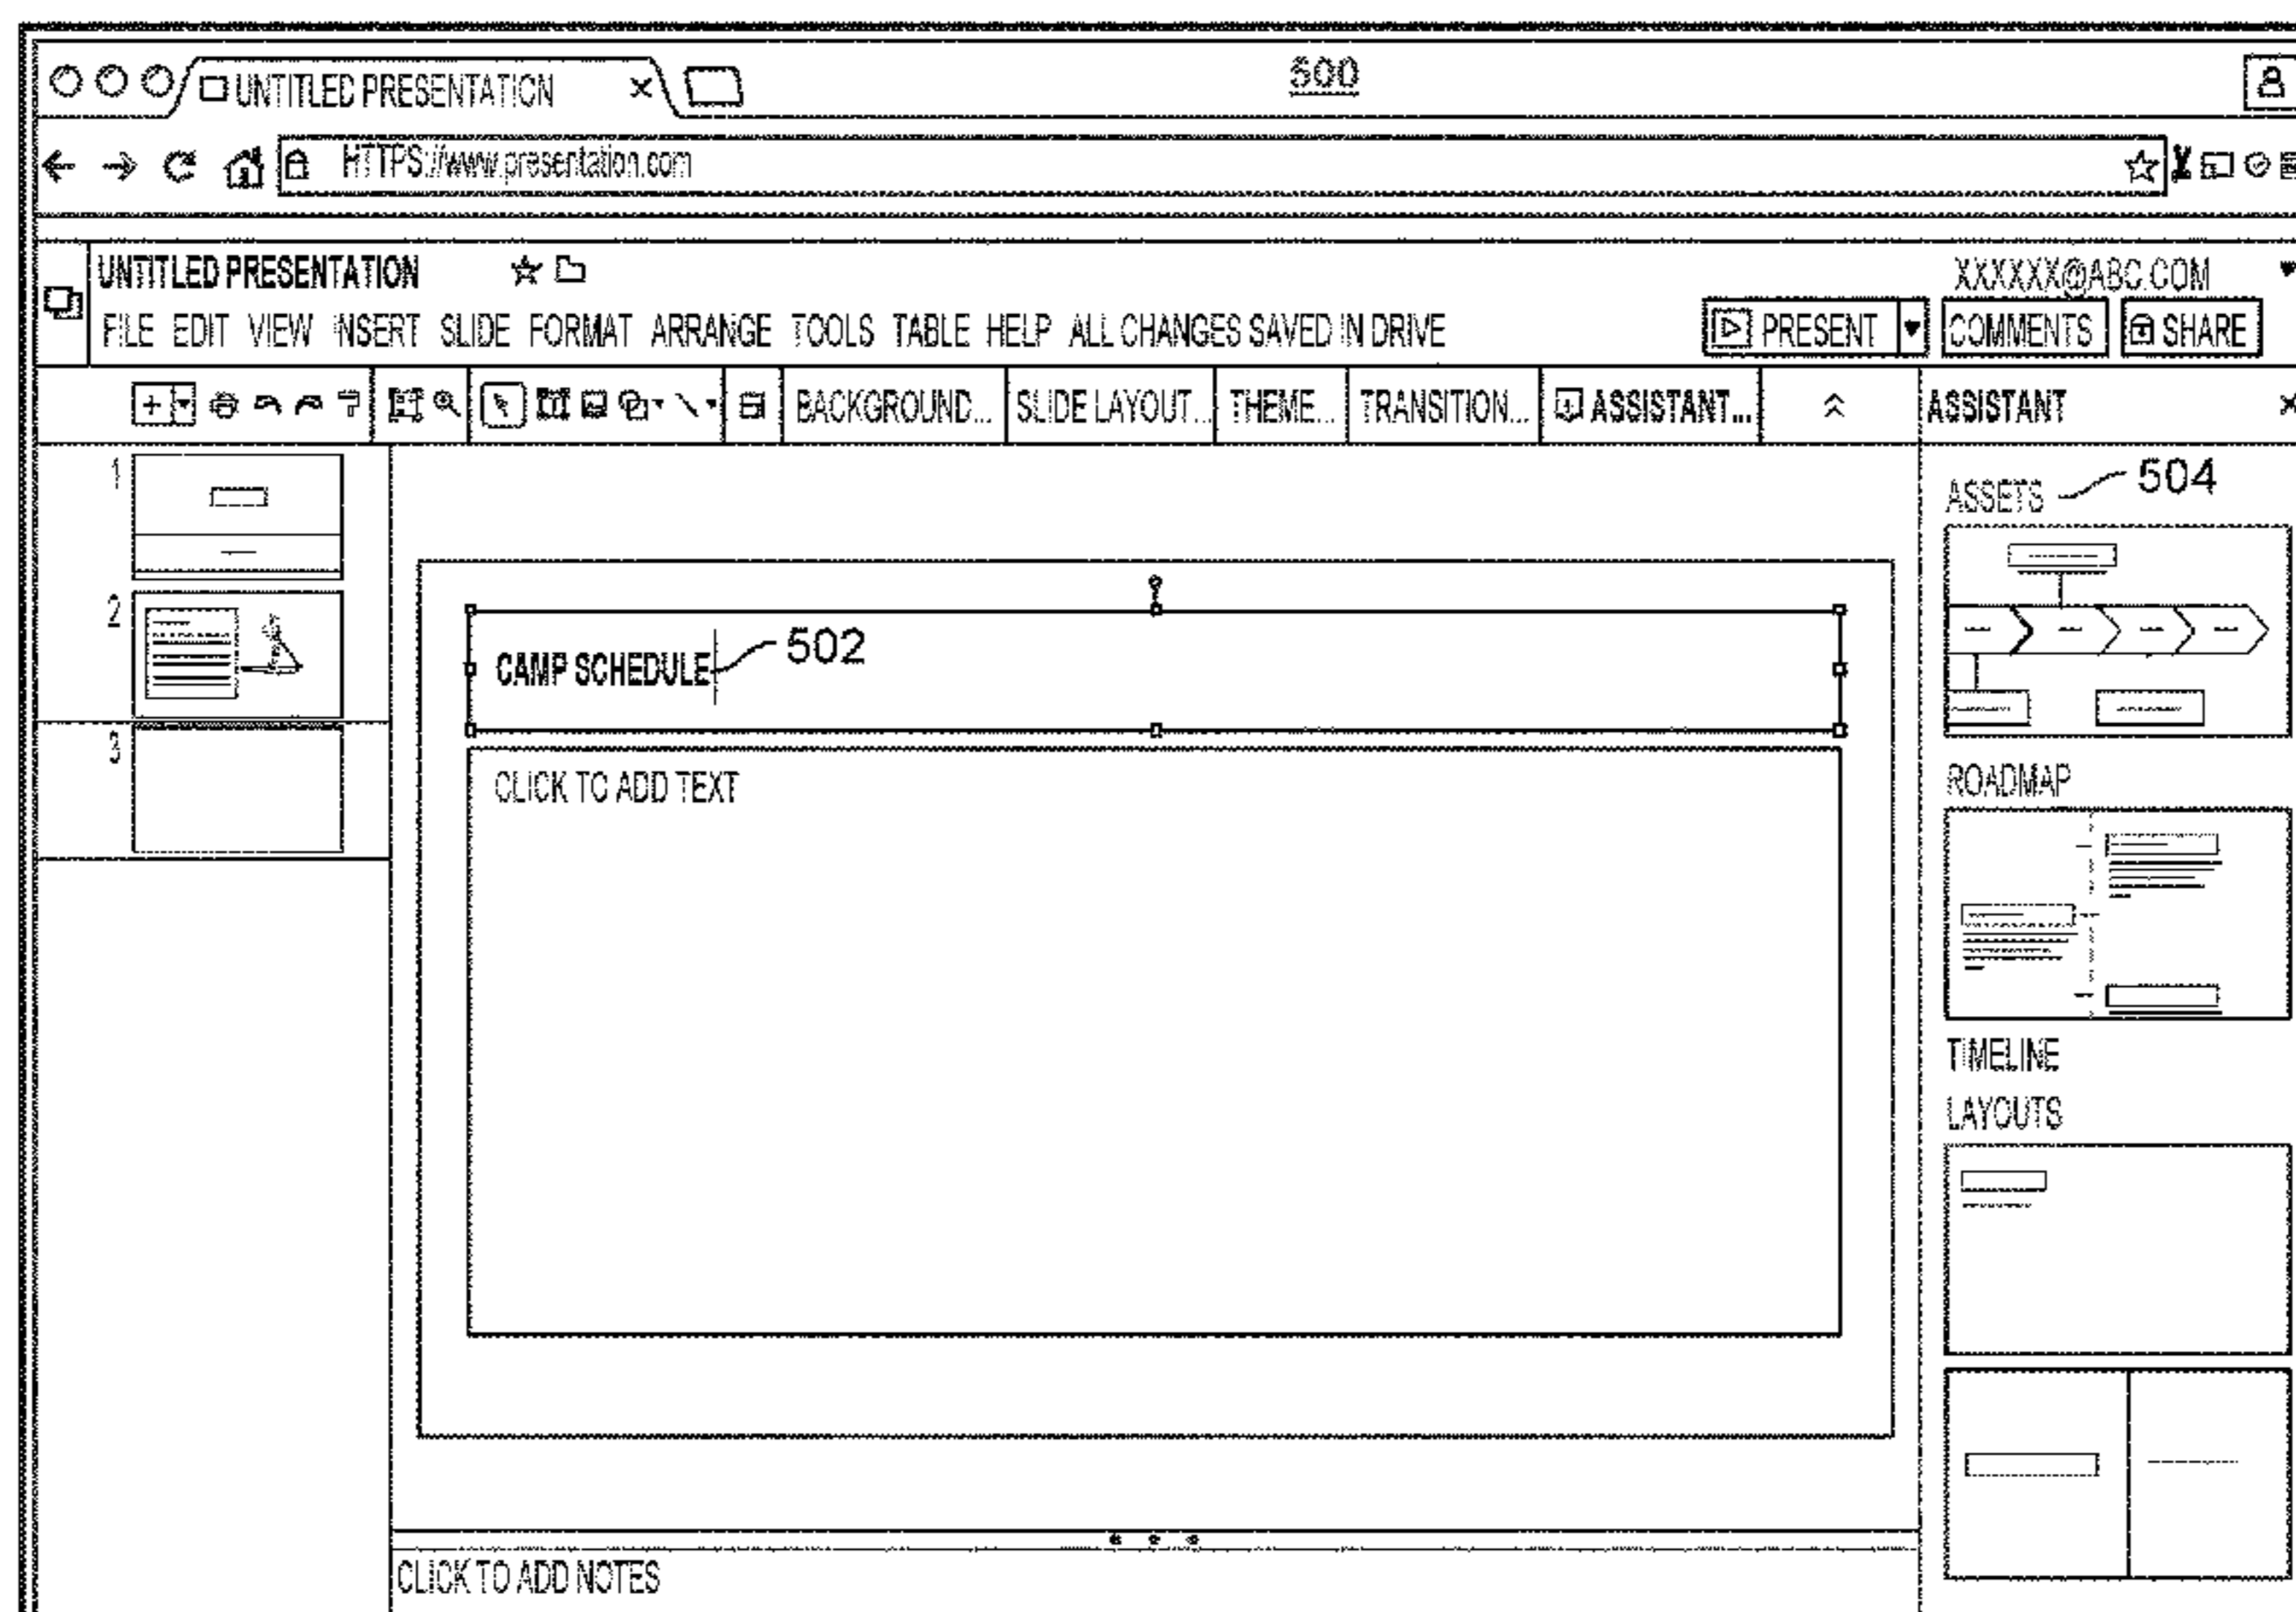 500
UNTITLED PRESENTATION
HTTPS://www.presentation.com
UNTITLED PRESENTATION
XXXXXX@ABC.COM
FILE EDIT VIEW INSERT SLIDE FORMAT ARRANGE TOOLS TABLE HELP ALL CHANGES SAVED IN DRIVE
PRESENT COMMENTS SHARE
BACKGROUND... SLIDE LAYOUT... THEME... TRANSITION... ASSISTANT... ASSISTANT
1
2
3
CAMP SCHEDULE 502
CLICK TO ADD TEXT
CLICK TO ADD NOTES
ASSETS 504
ROADMAP
TIMELINE
LAYOUTS